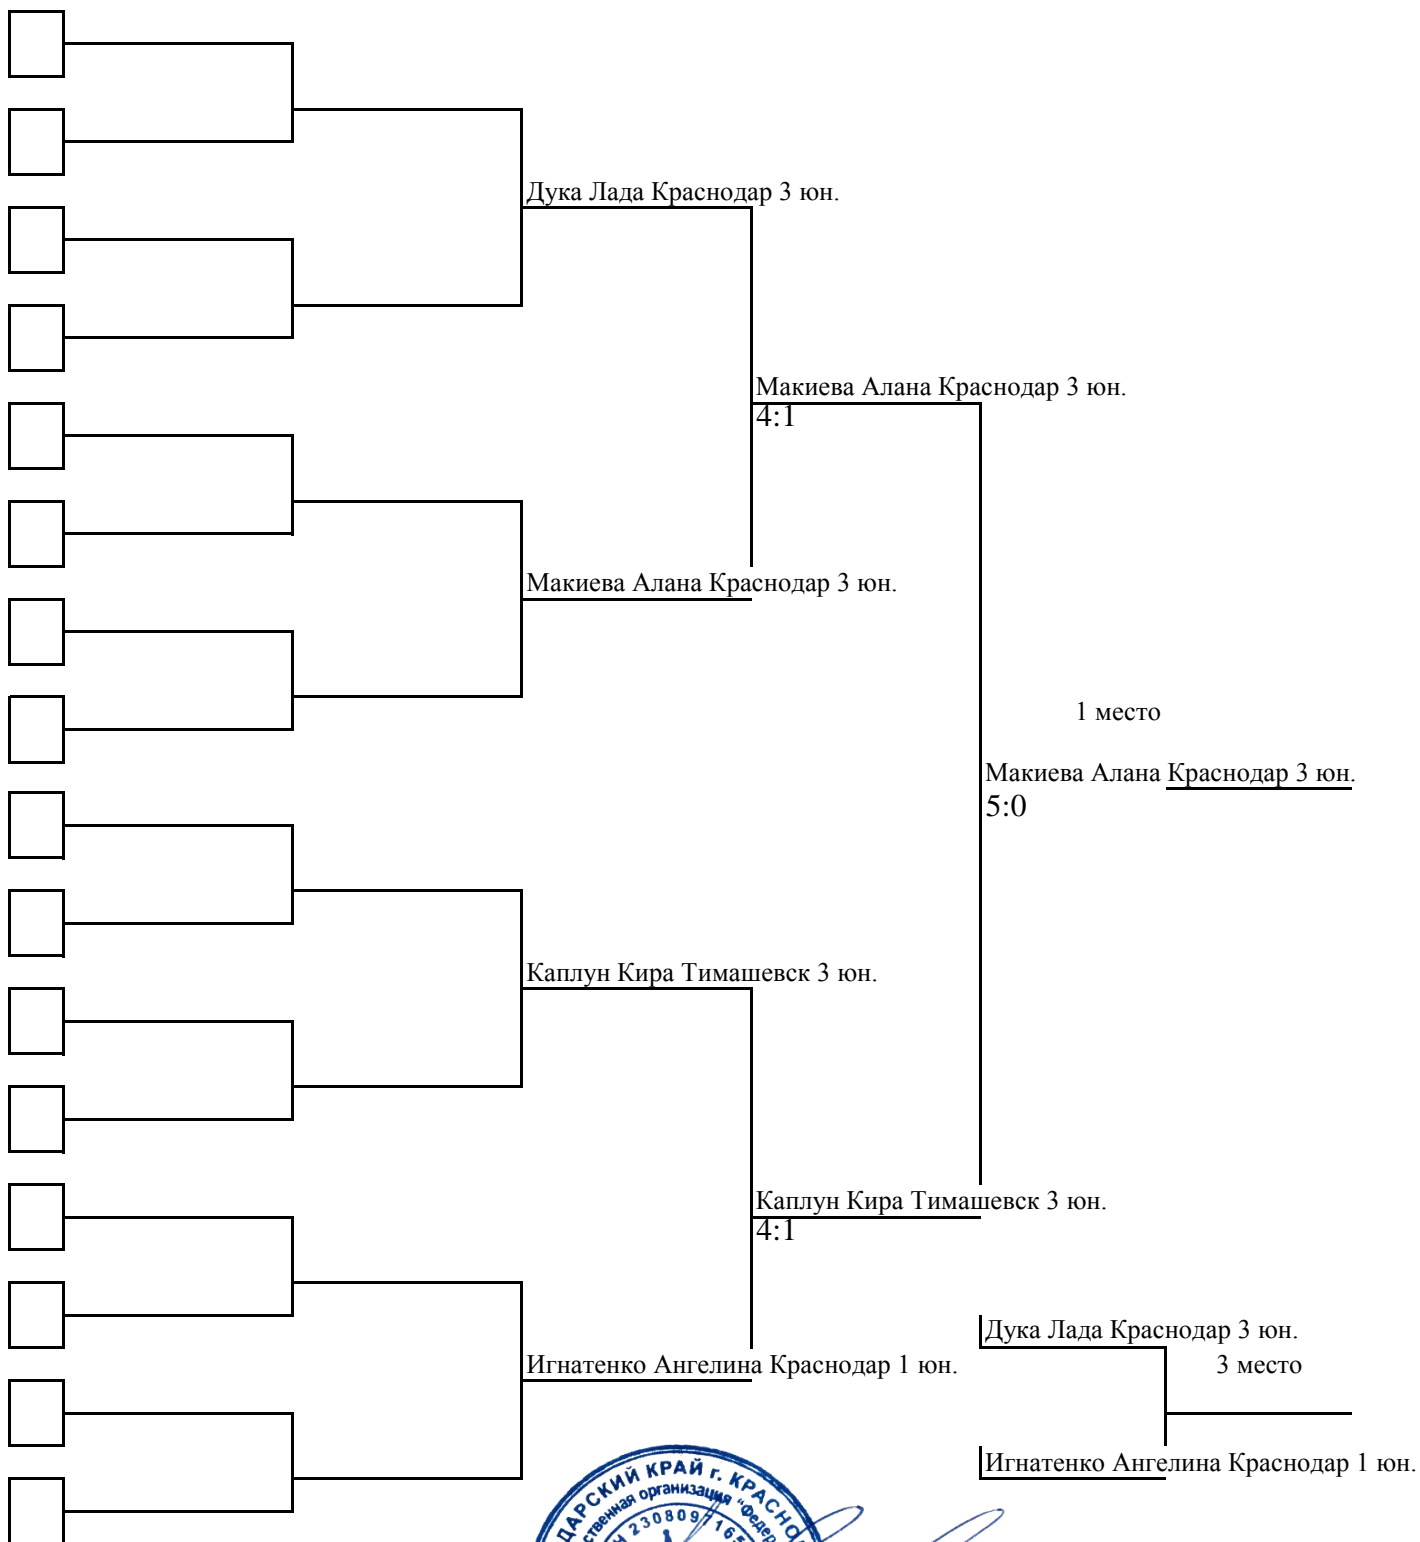 Дука Лада Краснодар 3 юн.
Макиева Алана Краснодар 3 юн.
4:1
Макиева Алана Краснодар 3 юн.
1 место
Макиева Алана Краснодар 3 юн.
5:0
Каплун Кира Тимашевск 3 юн.
Каплун Кира Тимашевск 3 юн.
4:1
Дука Лада Краснодар 3 юн.
3 место
Игнатенко Ангелина Краснодар 1 юн.
Игнатенко Ангелина Краснодар 1 юн.
КРАЙ г.
организация